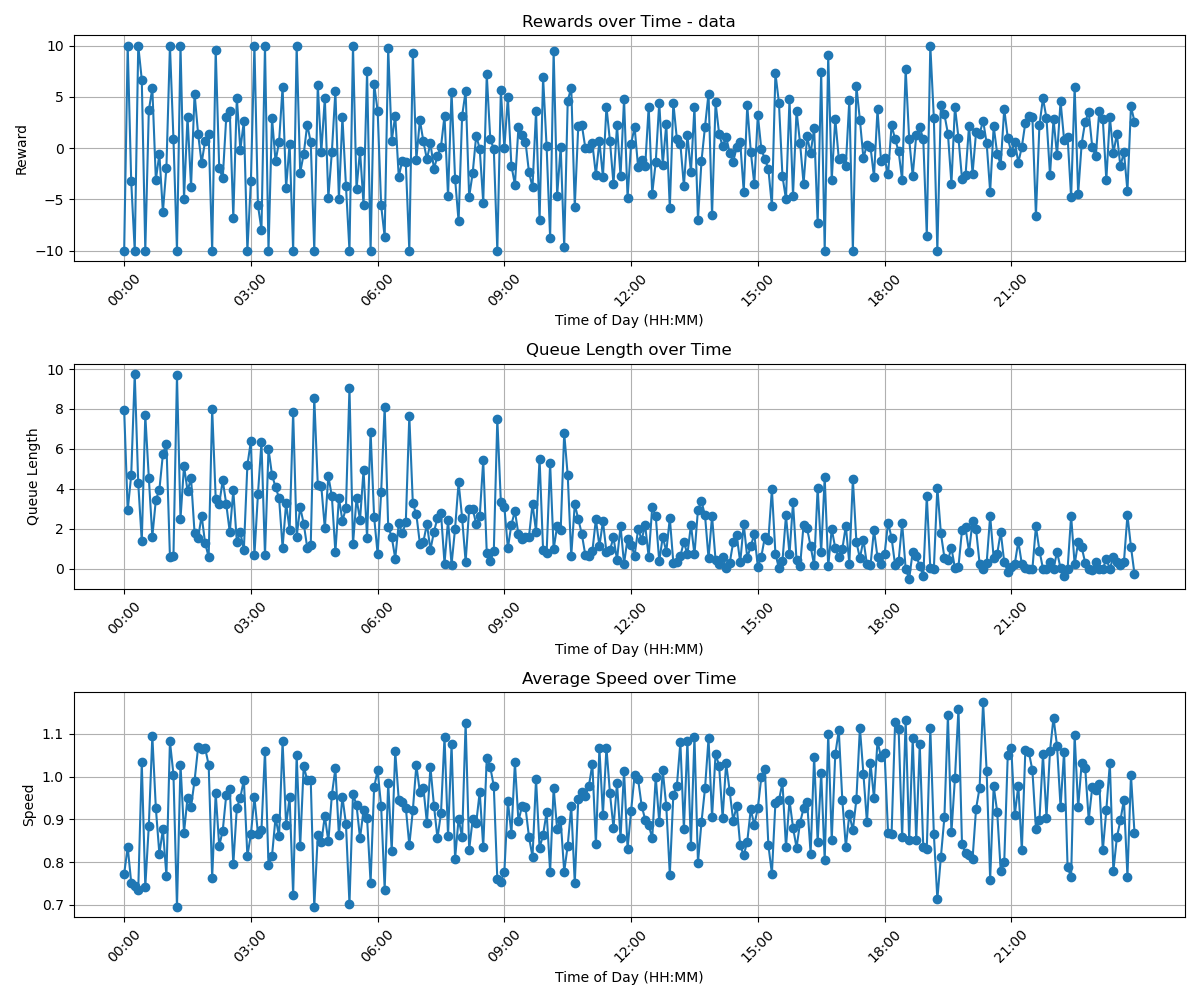 Rewards over Time - data
10
5
0
−5
−10
Reward
00:00 03:00 06:00 09:00 12:00 15:00 18:00 21:00
Time of Day (HH:MM)
Queue Length over Time
10
8
6
4
2
0
Queue Length
00:00 03:00 06:00 09:00 12:00 15:00 18:00 21:00
Time of Day (HH:MM)
Average Speed over Time
1.1
1.0
0.9
0.8
0.7
Speed
00:00 03:00 06:00 09:00 12:00 15:00 18:00 21:00
Time of Day (HH:MM)